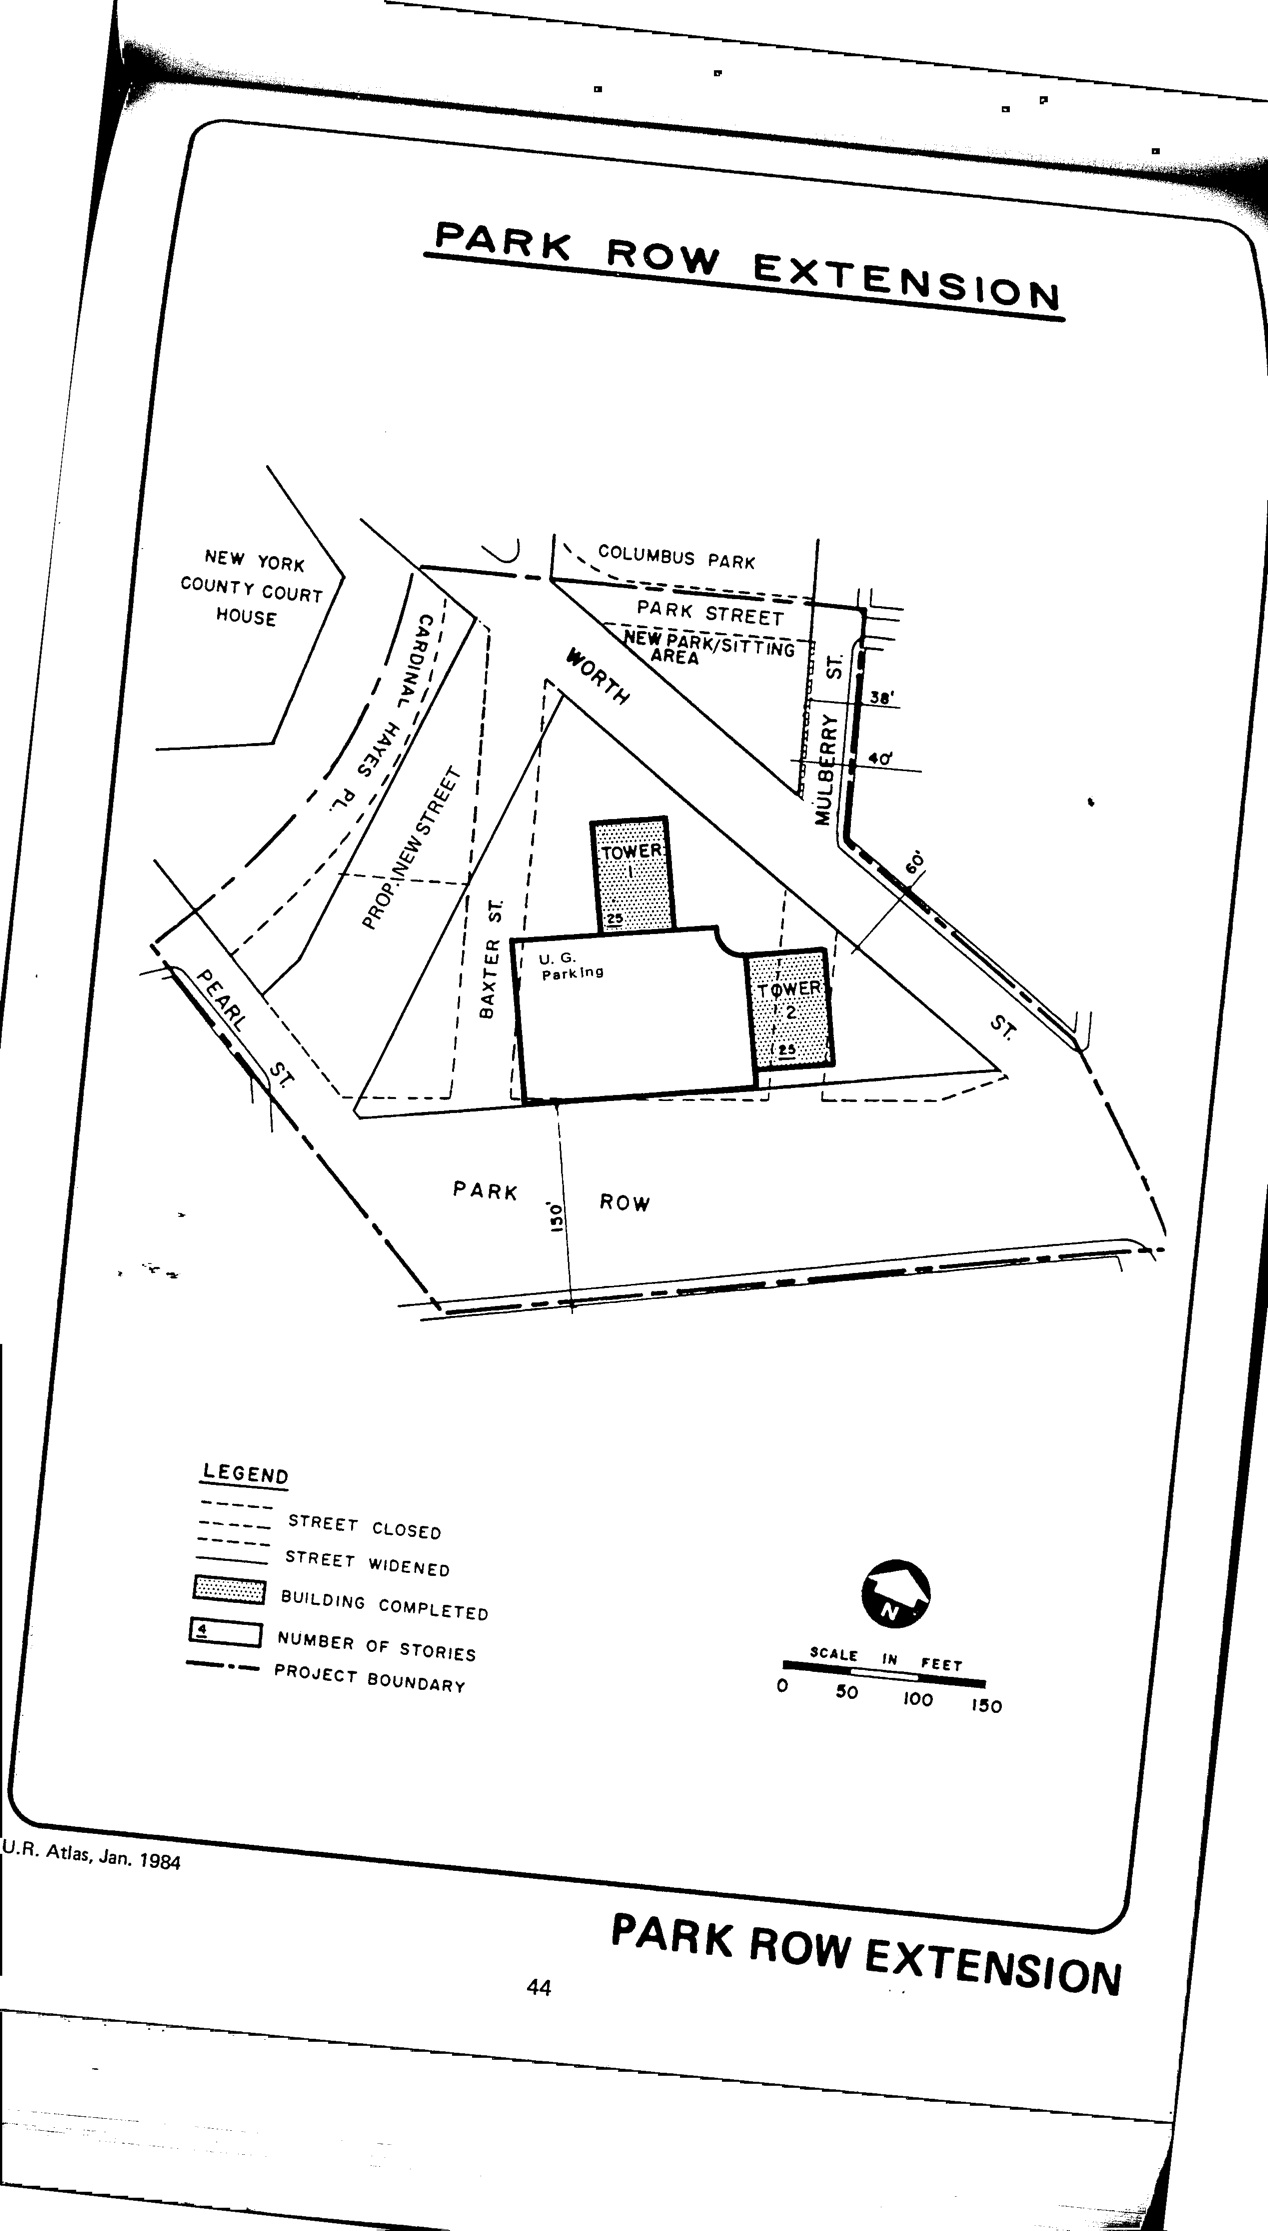 PARK ROW EXTENSION
NEW YORK
COUNTY COURT
HOUSE
COLUMBUS PARK
PARK STREET
NEW PARK/SITTING
AREA
CARDINAL HAYES PL.
WORTH
ST.
MULBERRY ST.
38'
40'
60'
PROP. NEW STREET
BAXTER ST.
TOWER
1
25
U. G.
Parking
TOWER
2
25
PEARL ST.
PARK ROW
150'
LEGEND
STREET CLOSED
STREET WIDENED
BUILDING COMPLETED
4
NUMBER OF STORIES
PROJECT BOUNDARY
N
SCALE IN FEET
0 50 100 150
U.R. Atlas, Jan. 1984
PARK ROW EXTENSION
44